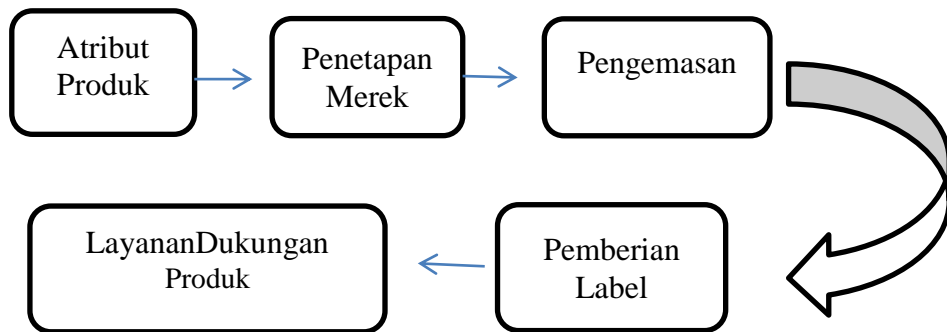 Atribut
Produk
Penetapan
Merek
Pengemasan
Pemberian
Label
LayananDukungan
Produk